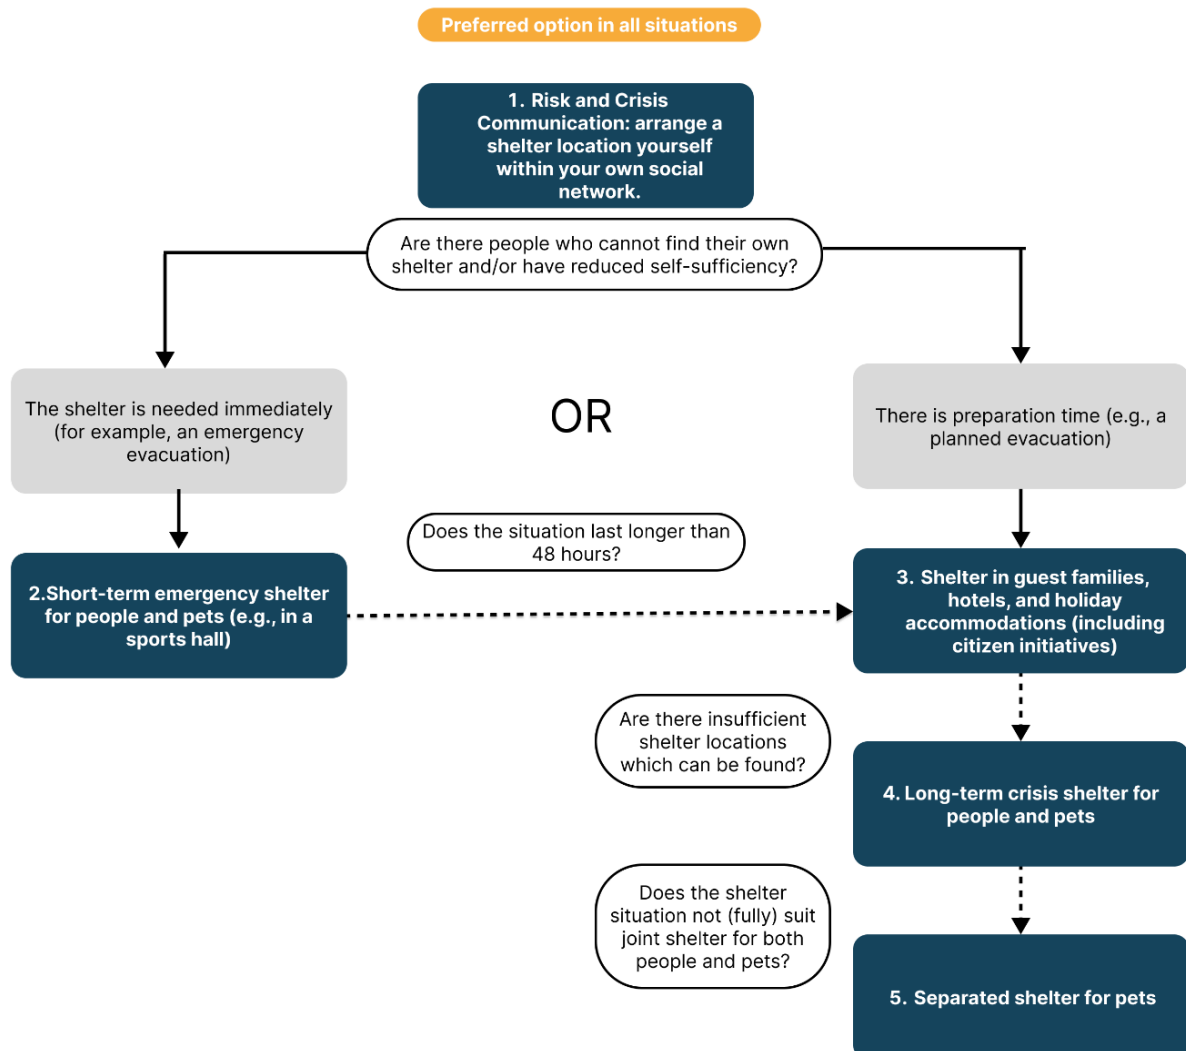 Preferred option in all situations
1. Risk and Crisis
Communication: arrange a
shelter location yourself
within your own social
network.
Are there people who cannot find their own
shelter and/or have reduced self-sufficiency?
The shelter is needed immediately
(for example, an emergency
evacuation)
OR
There is preparation time (e.g., a
planned evacuation)
Does the situation last longer than
48 hours?
2.Short-term emergency shelter
for people and pets (e.g., in a
sports hall)
3. Shelter in guest families,
hotels, and holiday
accommodations (including
citizen initiatives)
Are there insufficient
shelter locations
which can be found?
4. Long-term crisis shelter for
people and pets
Does the shelter
situation not (fully) suit
joint shelter for both
people and pets?
5. Separated shelter for pets